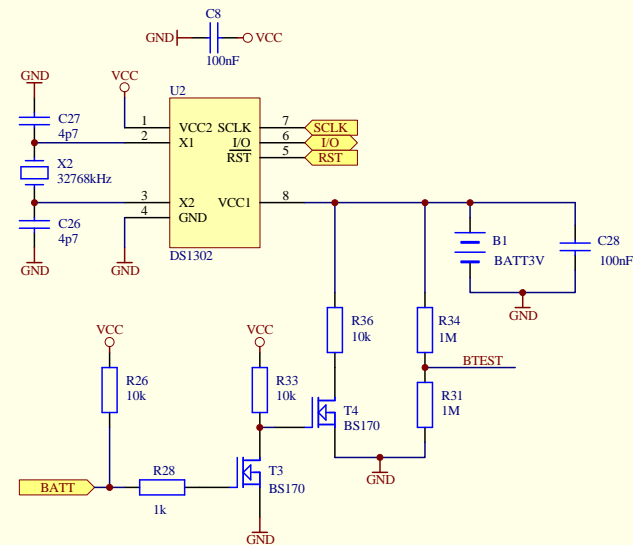 C8
GND
VCC
100nF
GND
VCC
U2
C27
4p7
1
VCC2
SCLK
7
SCLK
2
X1
I/O
6
I/O
RST
5
RST
X2
32768kHz
3
X2
VCC1
8
4
GND
C26
4p7
GND
GND
DS1302
B1
BATT3V
C28
100nF
GND
R36
10k
R34
1M
BTEST
VCC
VCC
R26
10k
R33
10k
R31
1M
T4
BS170
GND
BATT
R28
1k
T3
BS170
GND